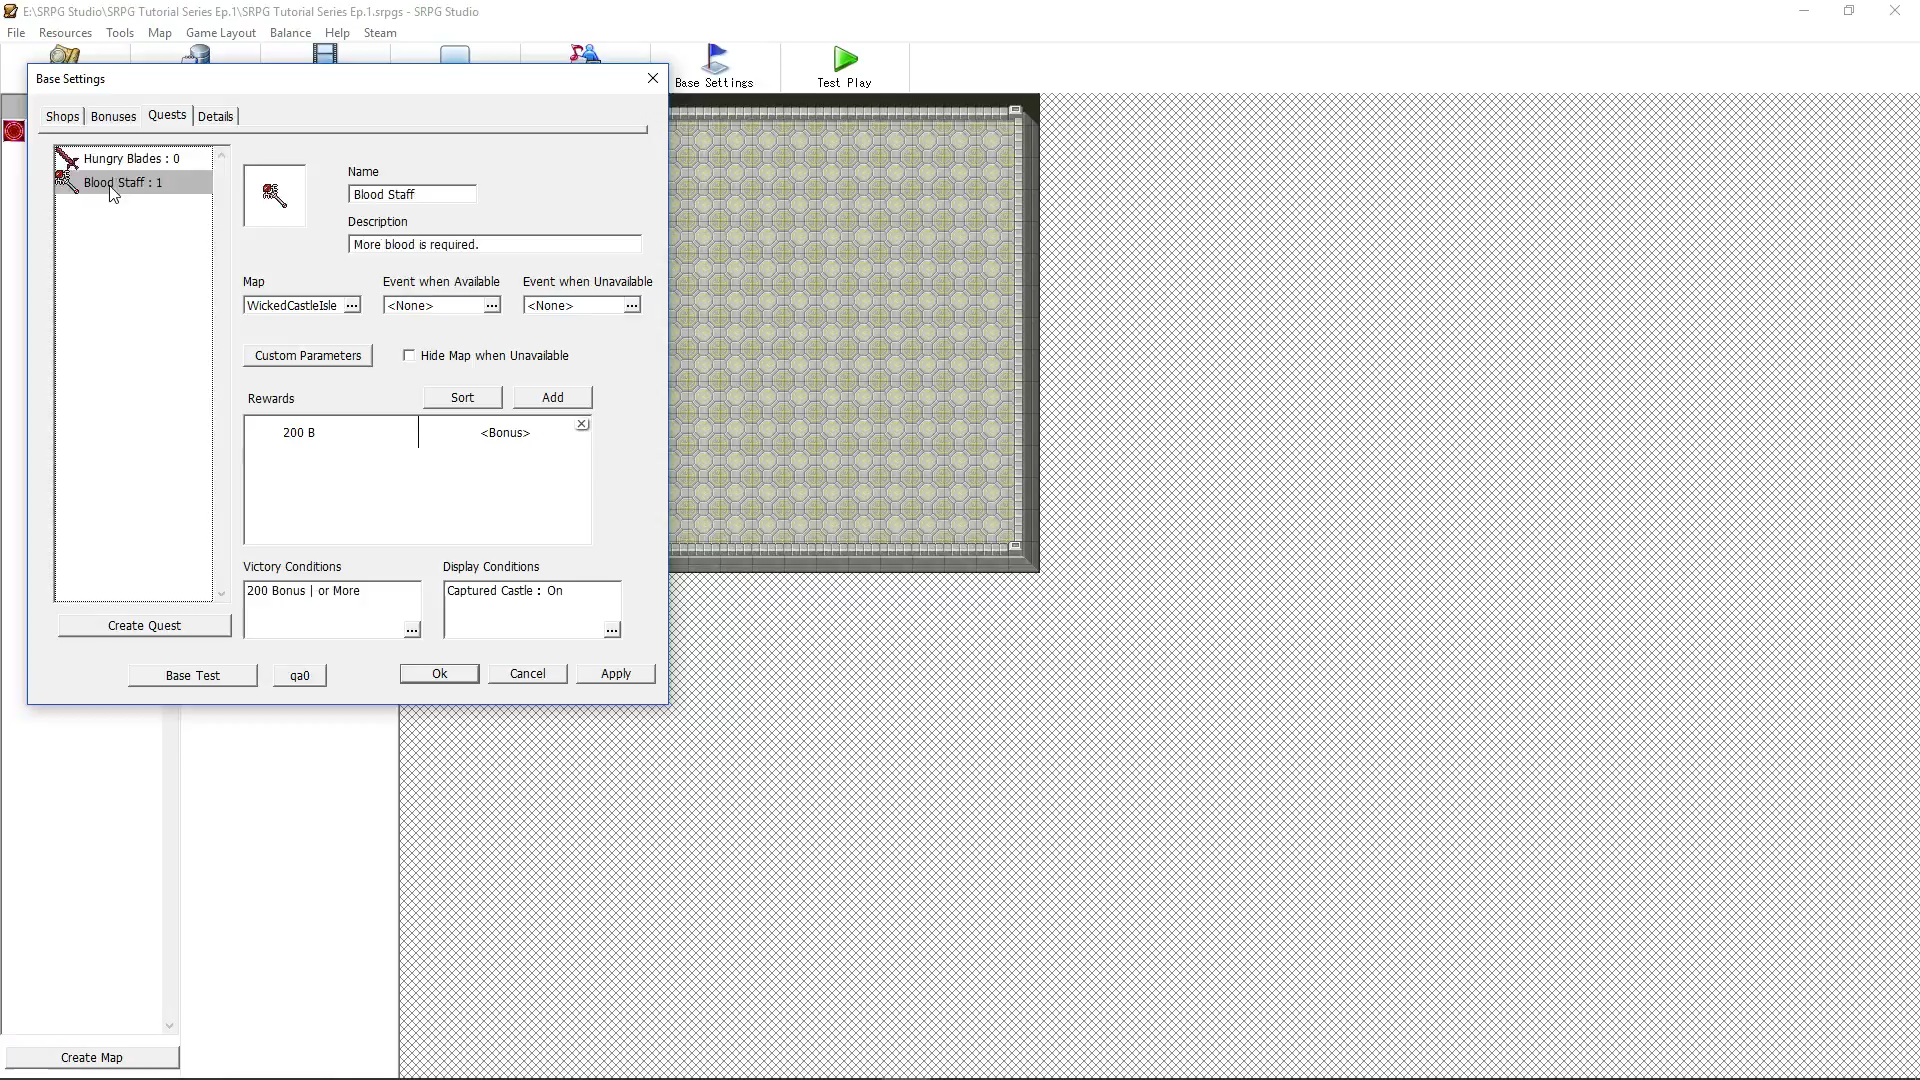 E:\SRPG Studio\SRPG Tutorial Series Ep.1\SRPG Tutorial Series Ep.1.srpgs - SRPG Studio
File Resources Tools Map Game Layout Balance Help Steam
Base Settings Test Play
Base Settings
Shops Bonuses Quests Details
Hungry Blades : 0
Blood Staff : 1
Name
Blood Staff
Description
More blood is required.
Map Event when Available Event when Unavailable
WickedCastleIsle ... <None> ... <None> ...
Custom Parameters Hide Map when Unavailable
Rewards Sort Add
200 B <Bonus>
Victory Conditions Display Conditions
200 Bonus | or More Captured Castle : On
... ...
Create Quest
Base Test qa0 Ok Cancel Apply
Create Map